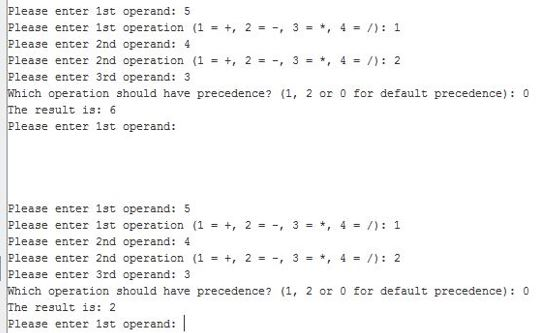 Please enter 1st operand: 5
Please enter 1st operation (1 = +, 2 = -, 3 = *, 4 = /): 1
Please enter 2nd operand: 4
Please enter 2nd operation (1 = +, 2 = -, 3 = *, 4 = /): 2
Please enter 3rd operand: 3
Which operation should have precedence? (1, 2 or 0 for default precedence): 0
The result is: 6
Please enter 1st operand:
Please enter 1st operand: 5
Please enter 1st operation (1 = +, 2 = -, 3 = *, 4 = /): 1
Please enter 2nd operand: 4
Please enter 2nd operation (1 = +, 2 = -, 3 = *, 4 = /): 2
Please enter 3rd operand: 3
Which operation should have precedence? (1, 2 or 0 for default precedence): 0
The result is: 2
Please enter 1st operand: